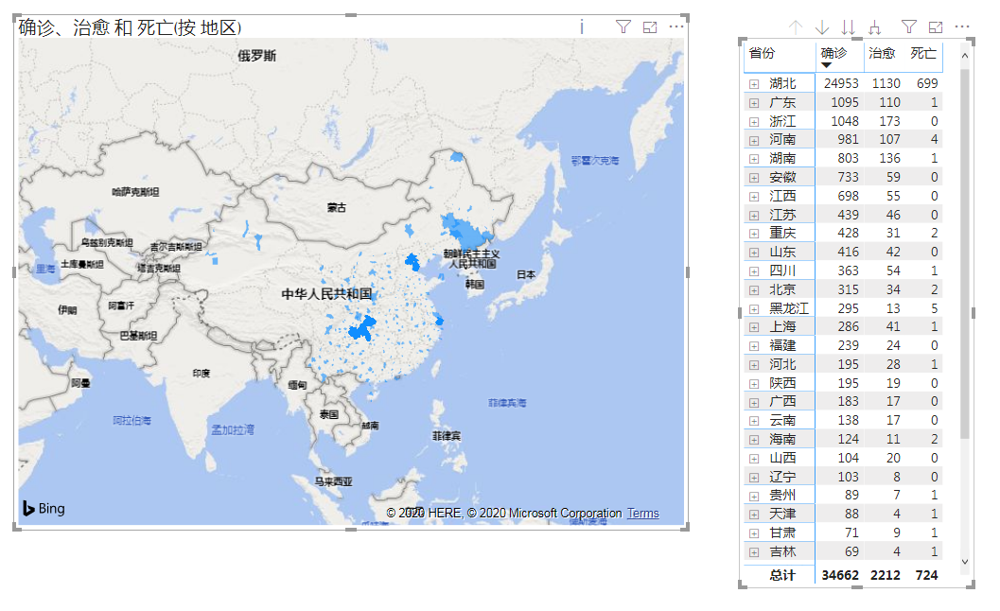 确诊、治愈 和 死亡(按 地区)
俄罗斯
鄂霍次克海
哈萨克斯坦
蒙古
乌兹别克斯坦
吉尔吉斯斯坦
朝鲜民主主义
人民共和国
里海
土库曼斯坦
塔吉克斯坦
日本
韩国
中华人民共和国
伊朗
阿富汗
巴基斯坦
印度
阿曼
缅甸
阿拉伯海
孟加拉湾
泰国
越南
菲律宾海
菲律宾
马来西亚
Bing
© 2020 HERE, © 2020 Microsoft Corporation Terms
省份 确诊 治愈 死亡
湖北 24953 1130 699
广东 1095 110 1
浙江 1048 173 0
河南 981 107 4
湖南 803 136 1
安徽 733 59 0
江西 698 55 0
江苏 439 46 0
重庆 428 31 2
山东 416 42 0
四川 363 54 1
北京 315 34 2
黑龙江 295 13 5
上海 286 41 1
福建 239 24 0
河北 195 28 1
陕西 195 19 0
广西 183 17 0
云南 138 17 0
海南 124 11 2
山西 104 20 0
辽宁 103 8 0
贵州 89 7 1
天津 88 4 1
甘肃 71 9 1
吉林 69 4 1
总计 34662 2212 724